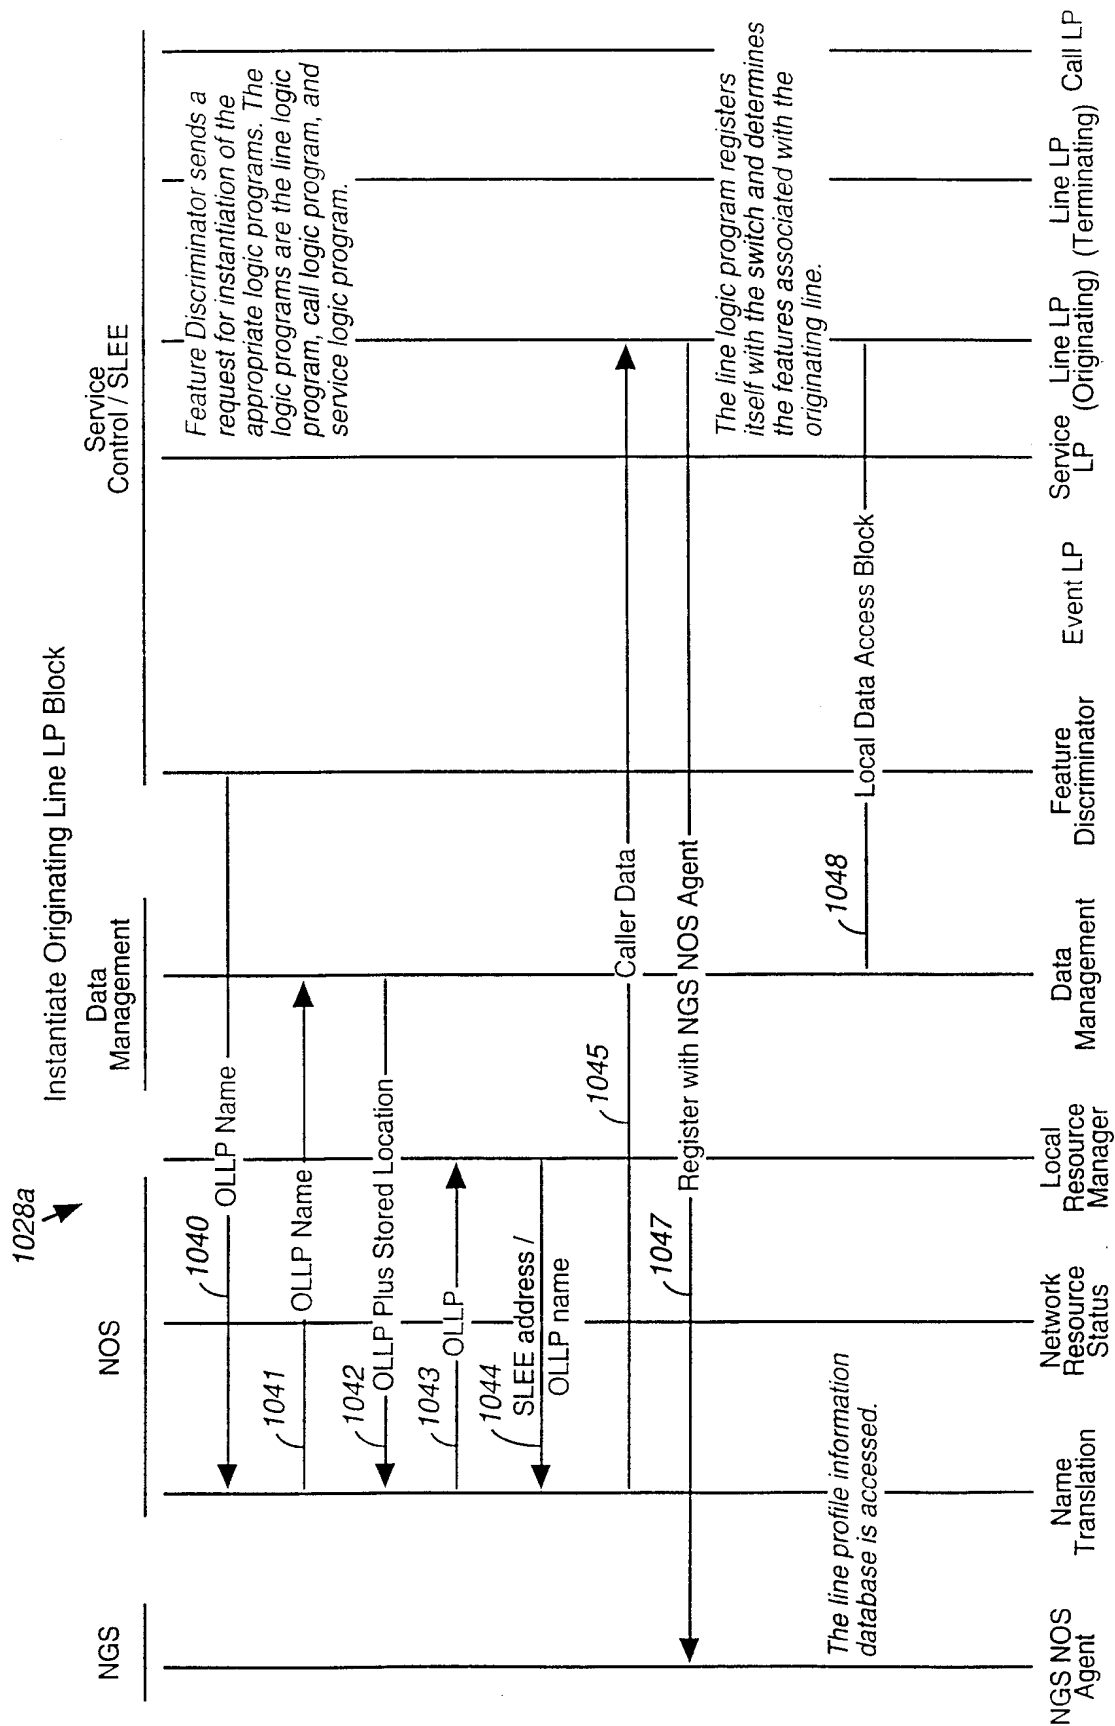 1028a
Instantiate Originating Line LP Block
NGS
NOS
Data
Management
Service
Control / SLEE
Feature Discriminator sends a
request for instantiation of the
appropriate logic programs. The
logic programs are the line logic
program, call logic program, and
service logic program.
1040
OLLP Name
1041
OLLP Name
1042
OLLP Plus Stored Location
1043
OLLP
1044
SLEE address /
OLLP name
1045
Caller Data
1047
Register with NGS NOS Agent
The line logic program registers
itself with the switch and determines
the features associated with the
originating line.
The line profile information
database is accessed.
1048
Local Data Access Block
NGS NOS
Agent
Name
Translation
Network
Resource
Status
Local
Resource
Manager
Data
Management
Feature
Discriminator
Event LP
Service
LP
Line LP
(Originating)
Line LP
(Terminating)
Call LP